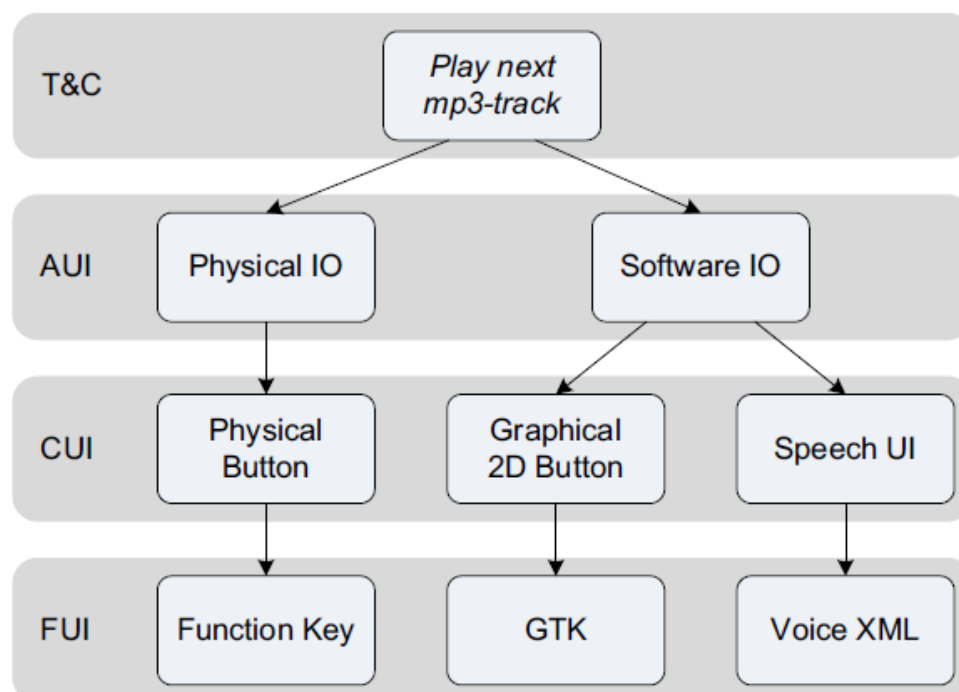 T&C
Play next
mp3-track
AUI
Physical IO
Software IO
CUI
Physical
Button
Graphical
2D Button
Speech UI
FUI
Function Key
GTK
Voice XML